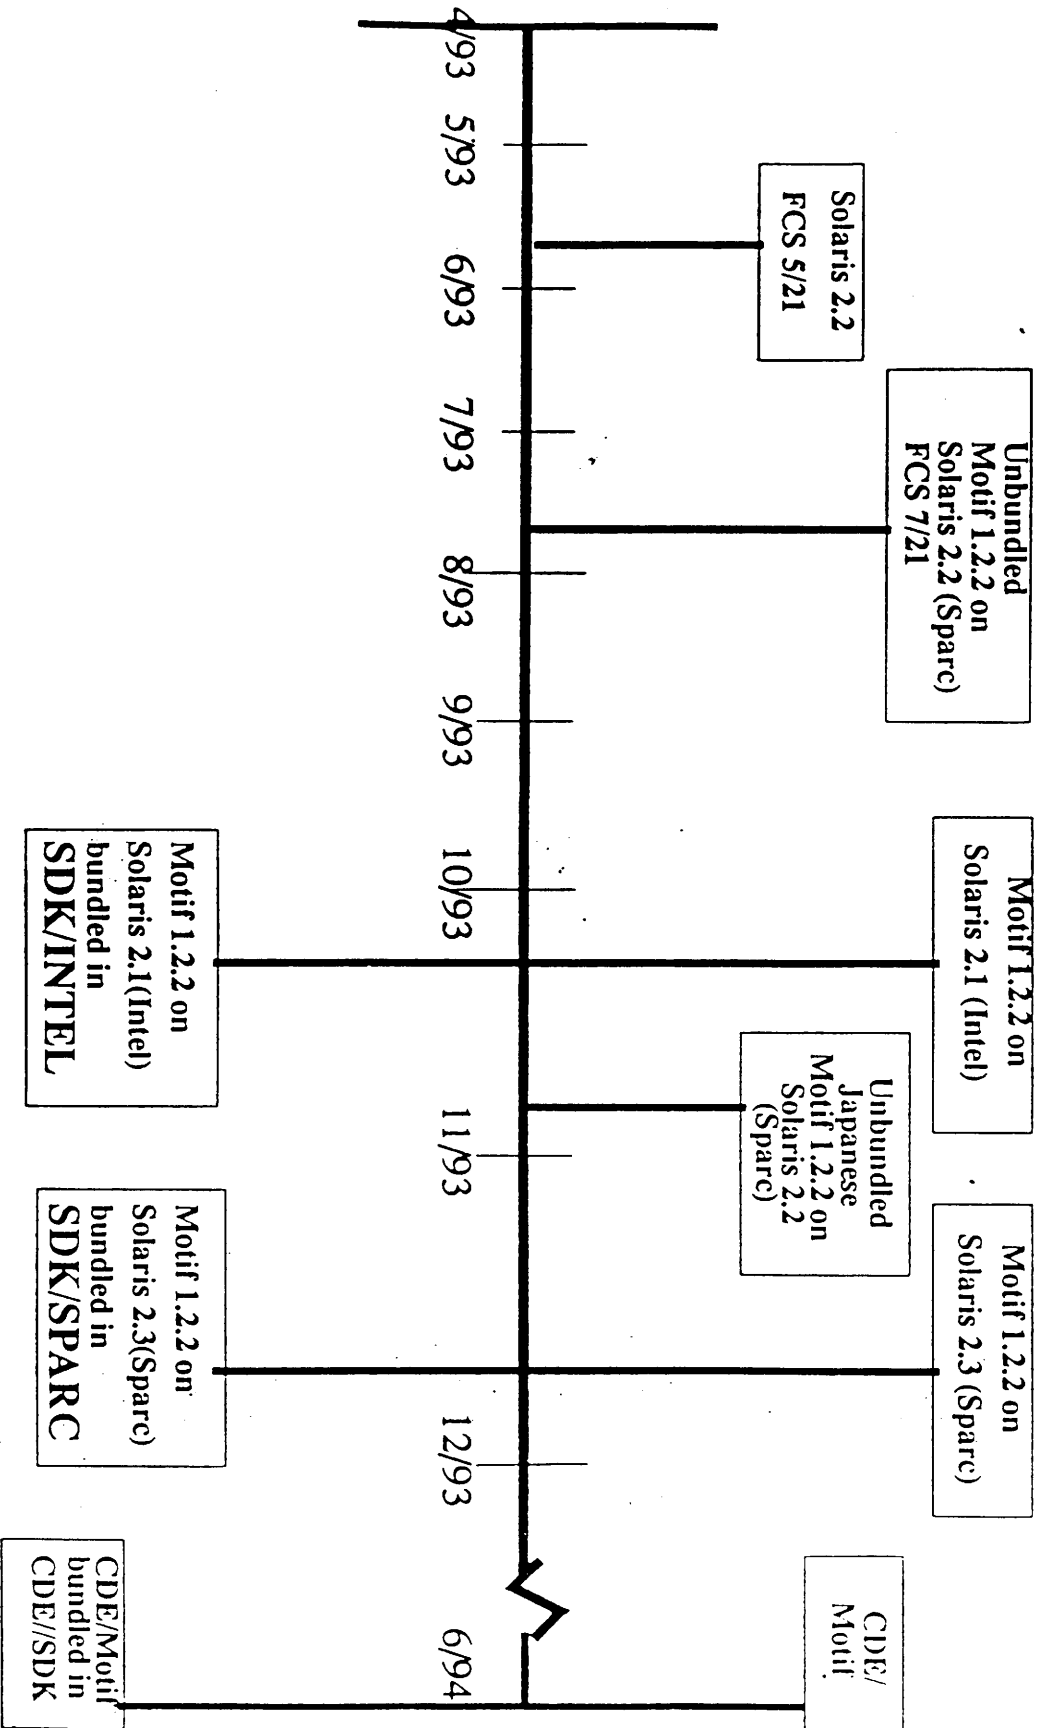 Solaris 2.2
FCS 5/21
Unbundled
Motif 1.2.2 on
Solaris 2.2 (Sparc)
FCS 7/21
Motif 1.2.2 on
Solaris 2.1 (Intel)
Unbundled
Japanese
Motif 1.2.2 on
Solaris 2.2
(Sparc)
Motif 1.2.2 on
Solaris 2.3 (Sparc)
CDE/
Motif
4/93 5/93 6/93 7/93 8/93 9/93 10/93 11/93 12/93 6/94
Motif 1.2.2 on
Solaris 2.1(Intel)
bundled in
SDK/INTEL
Motif 1.2.2 on
Solaris 2.3(Sparc)
bundled in
SDK/SPARC
CDE/Motif
bundled in
CDE//SDK